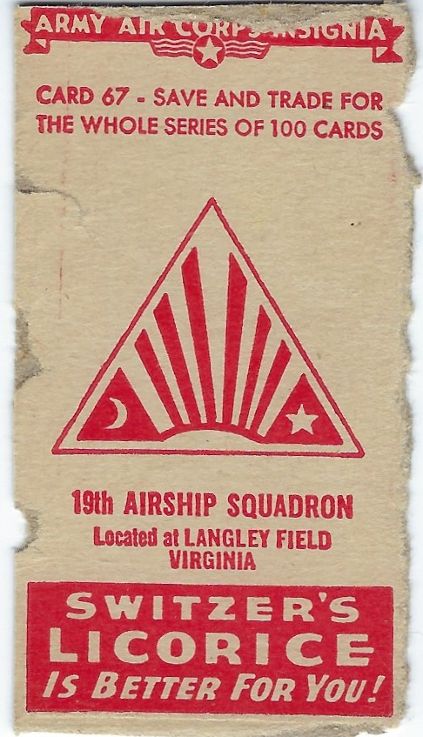 ARMY AIR CORPS INSIGNIA
CARD 67 - SAVE AND TRADE FOR
THE WHOLE SERIES OF 100 CARDS
19th AIRSHIP SQUADRON
Located at LANGLEY FIELD
VIRGINIA
SWITZER'S
LICORICE
IS BETTER FOR YOU!